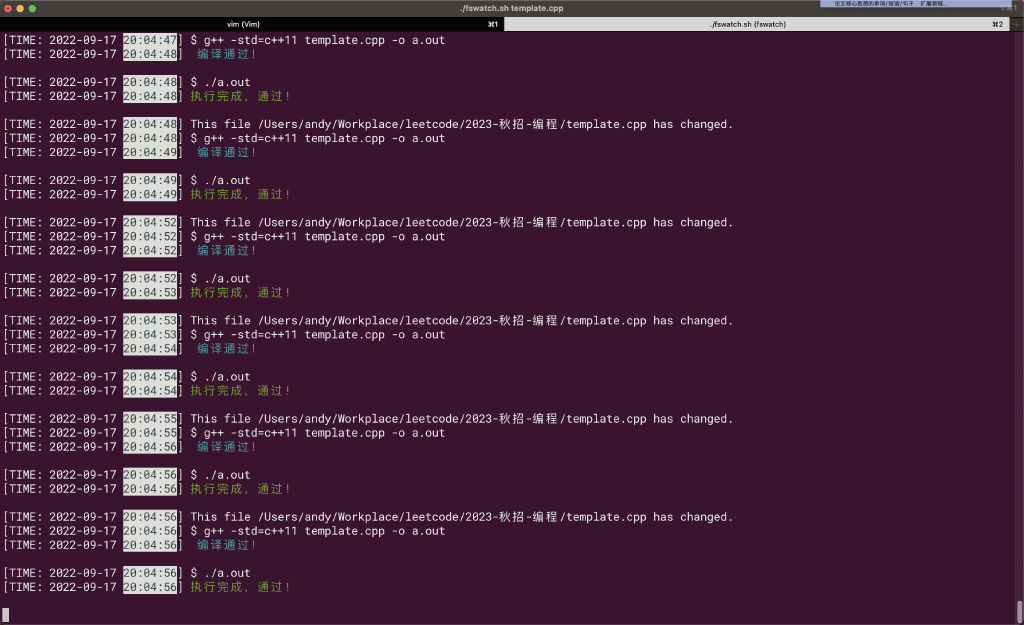 ./fswatch.sh template.cpp
论文核心思想的单词/短语/句子 扩展领域...
⌥⌘1
vim (Vim) ⌘1 ./fswatch.sh (fswatch) ⌘2 +
[TIME: 2022-09-17 20:04:47] $ g++ -std=c++11 template.cpp -o a.out
[TIME: 2022-09-17 20:04:48] 编译通过!
[TIME: 2022-09-17 20:04:48] $ ./a.out
[TIME: 2022-09-17 20:04:48] 执行完成, 通过!
[TIME: 2022-09-17 20:04:48] This file /Users/andy/Workplace/leetcode/2023-秋招-编程/template.cpp has changed.
[TIME: 2022-09-17 20:04:48] $ g++ -std=c++11 template.cpp -o a.out
[TIME: 2022-09-17 20:04:49] 编译通过!
[TIME: 2022-09-17 20:04:49] $ ./a.out
[TIME: 2022-09-17 20:04:49] 执行完成, 通过!
[TIME: 2022-09-17 20:04:52] This file /Users/andy/Workplace/leetcode/2023-秋招-编程/template.cpp has changed.
[TIME: 2022-09-17 20:04:52] $ g++ -std=c++11 template.cpp -o a.out
[TIME: 2022-09-17 20:04:52] 编译通过!
[TIME: 2022-09-17 20:04:52] $ ./a.out
[TIME: 2022-09-17 20:04:53] 执行完成, 通过!
[TIME: 2022-09-17 20:04:53] This file /Users/andy/Workplace/leetcode/2023-秋招-编程/template.cpp has changed.
[TIME: 2022-09-17 20:04:53] $ g++ -std=c++11 template.cpp -o a.out
[TIME: 2022-09-17 20:04:54] 编译通过!
[TIME: 2022-09-17 20:04:54] $ ./a.out
[TIME: 2022-09-17 20:04:54] 执行完成, 通过!
[TIME: 2022-09-17 20:04:55] This file /Users/andy/Workplace/leetcode/2023-秋招-编程/template.cpp has changed.
[TIME: 2022-09-17 20:04:55] $ g++ -std=c++11 template.cpp -o a.out
[TIME: 2022-09-17 20:04:56] 编译通过!
[TIME: 2022-09-17 20:04:56] $ ./a.out
[TIME: 2022-09-17 20:04:56] 执行完成, 通过!
[TIME: 2022-09-17 20:04:56] This file /Users/andy/Workplace/leetcode/2023-秋招-编程/template.cpp has changed.
[TIME: 2022-09-17 20:04:56] $ g++ -std=c++11 template.cpp -o a.out
[TIME: 2022-09-17 20:04:56] 编译通过!
[TIME: 2022-09-17 20:04:56] $ ./a.out
[TIME: 2022-09-17 20:04:56] 执行完成, 通过!